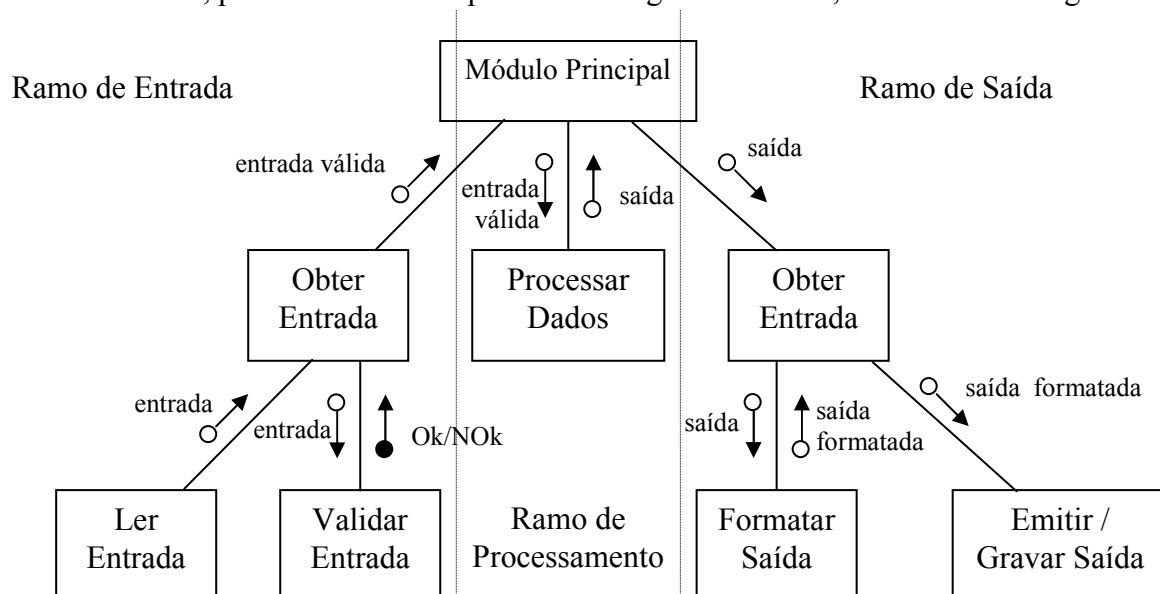 Módulo Principal
Ramo de Entrada
Ramo de Saída
entrada válida
entrada
válida
saída
saída
Obter
Entrada
Processar
Dados
Obter
Entrada
entrada
entrada
Ok/NOk
saída
saída
formatada
saída formatada
Ler
Entrada
Validar
Entrada
Ramo de
Processamento
Formatar
Saída
Emitir /
Gravar Saída